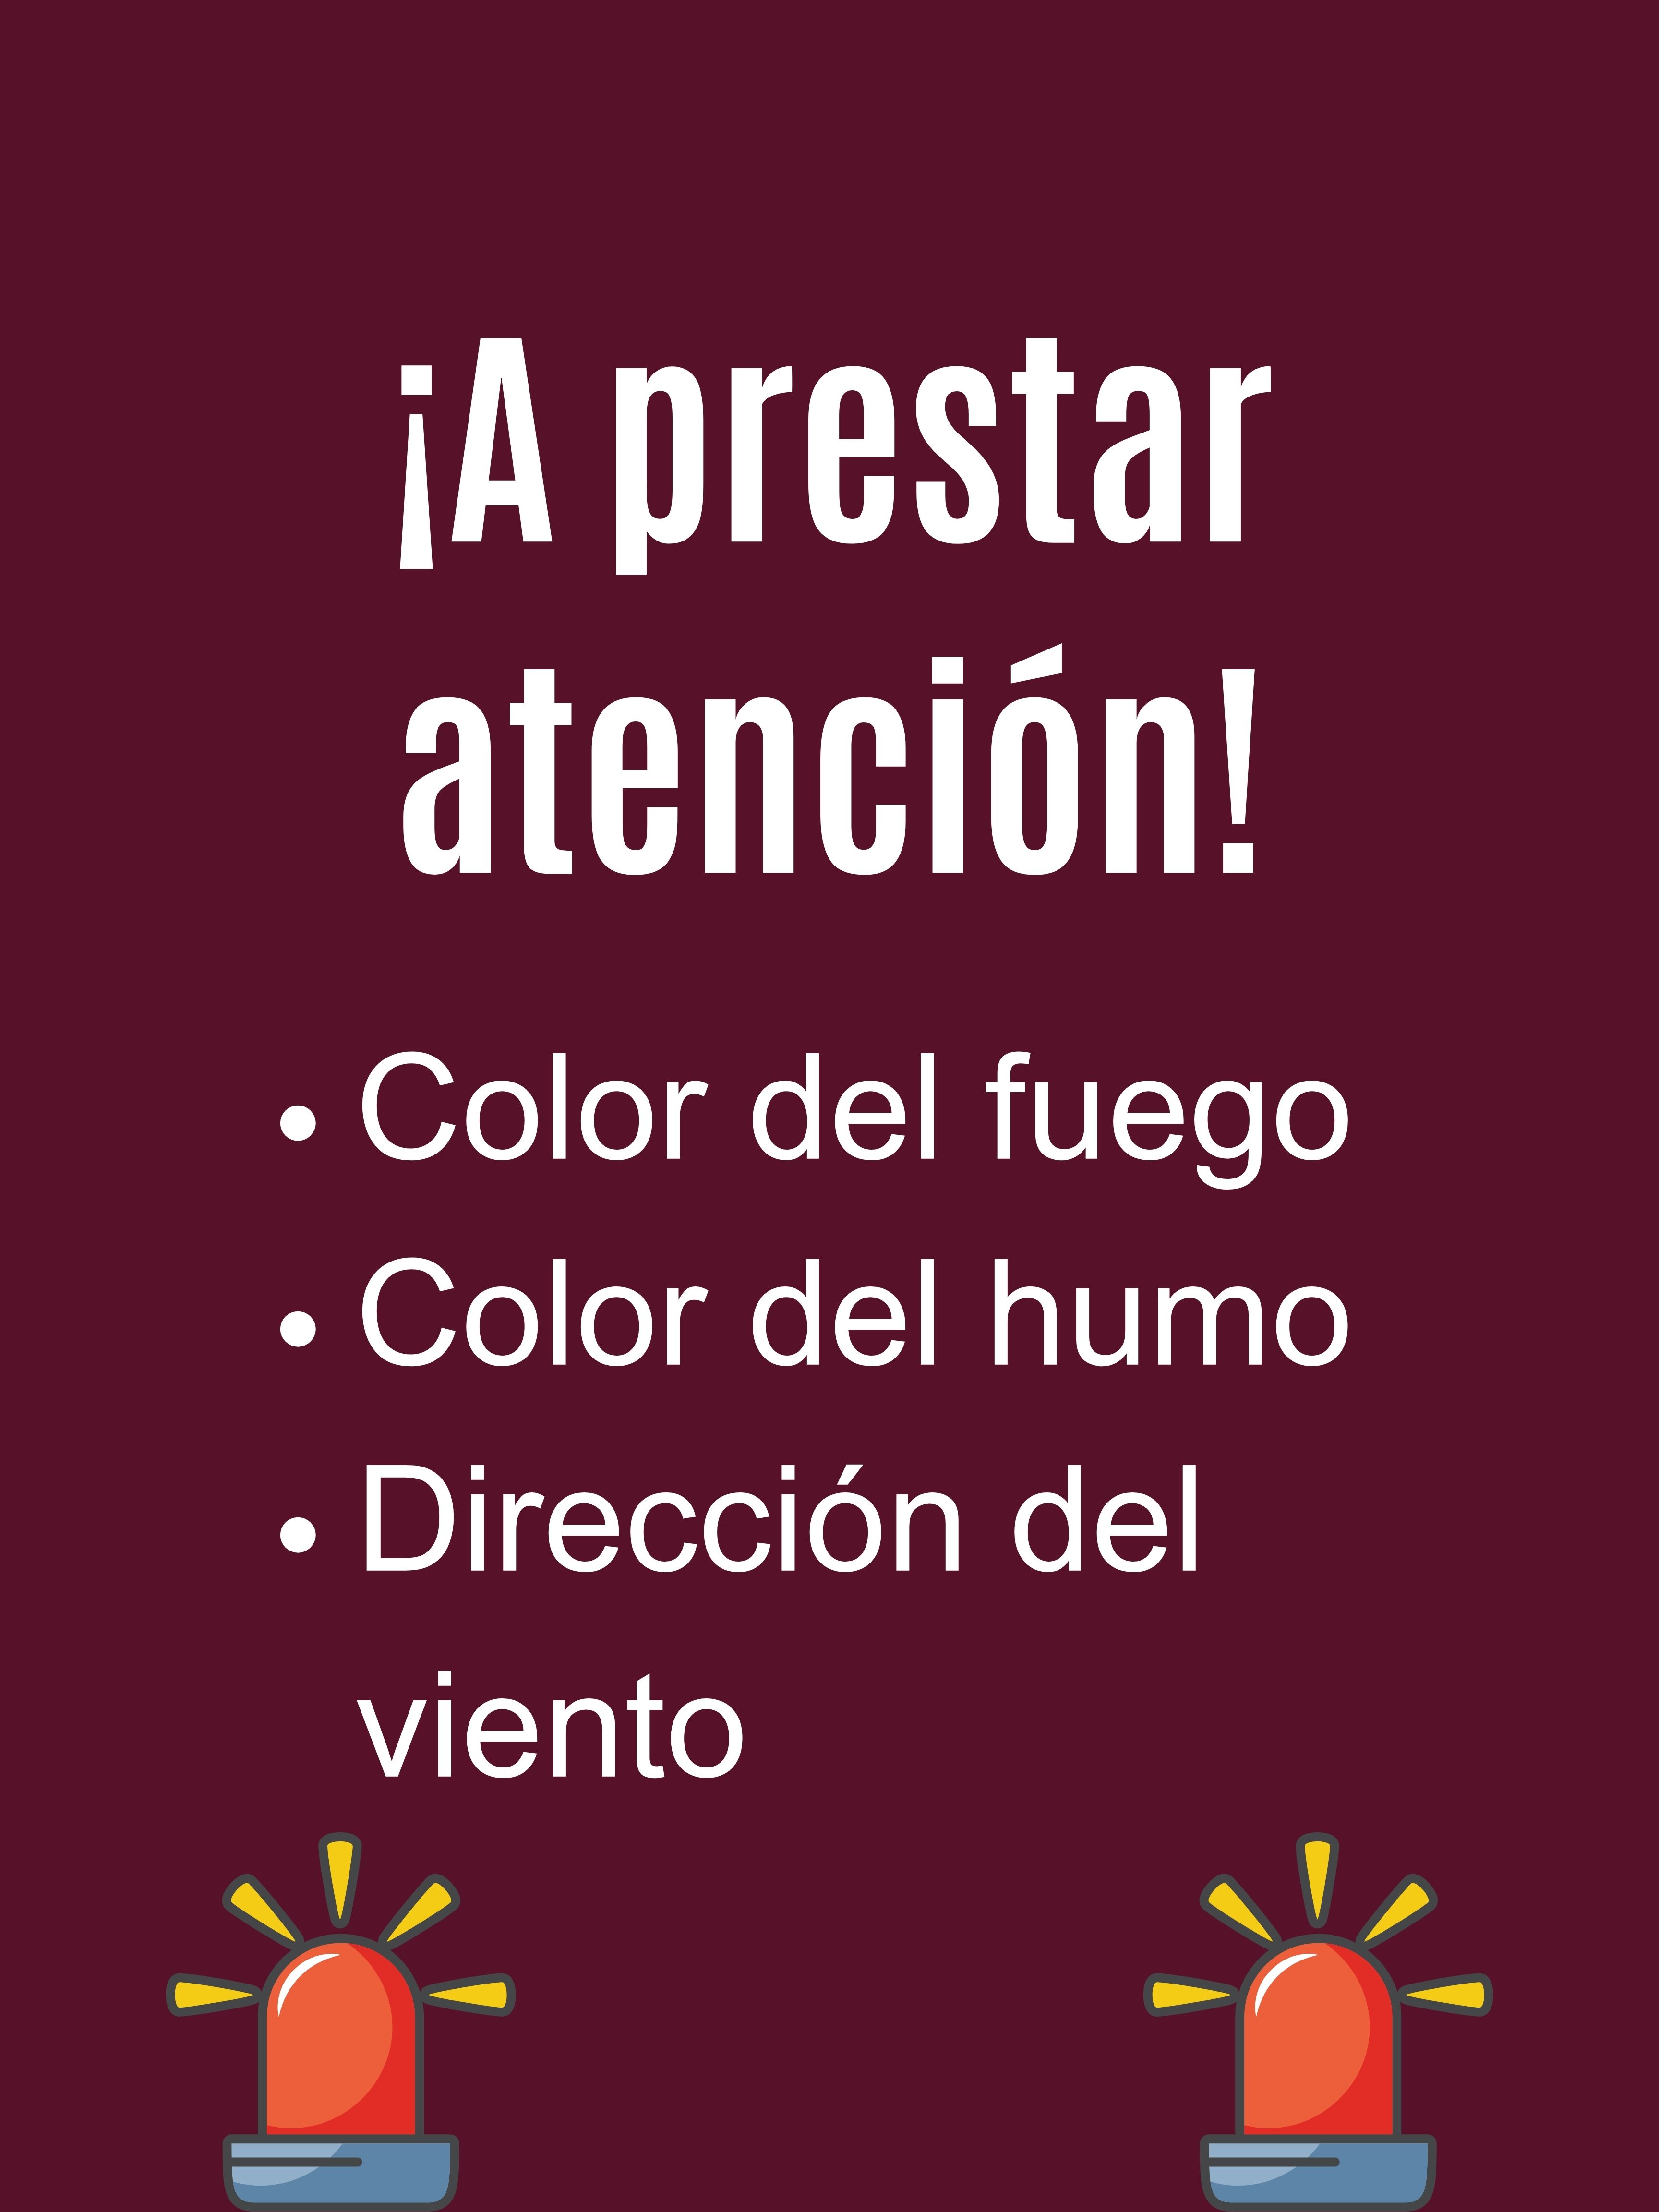 ¡A prestar
atención!
• Color del fuego
• Color del humo
• Dirección del
viento